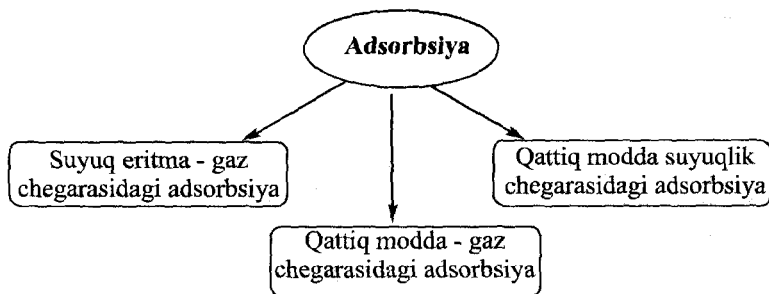 Adsorbsiya
Suyuq eritma - gaz
chegarasidagi adsorbsiya
Qattiq modda - gaz
chegarasidagi adsorbsiya
Qattiq modda suyuqlik
chegarasidagi adsorbsiya